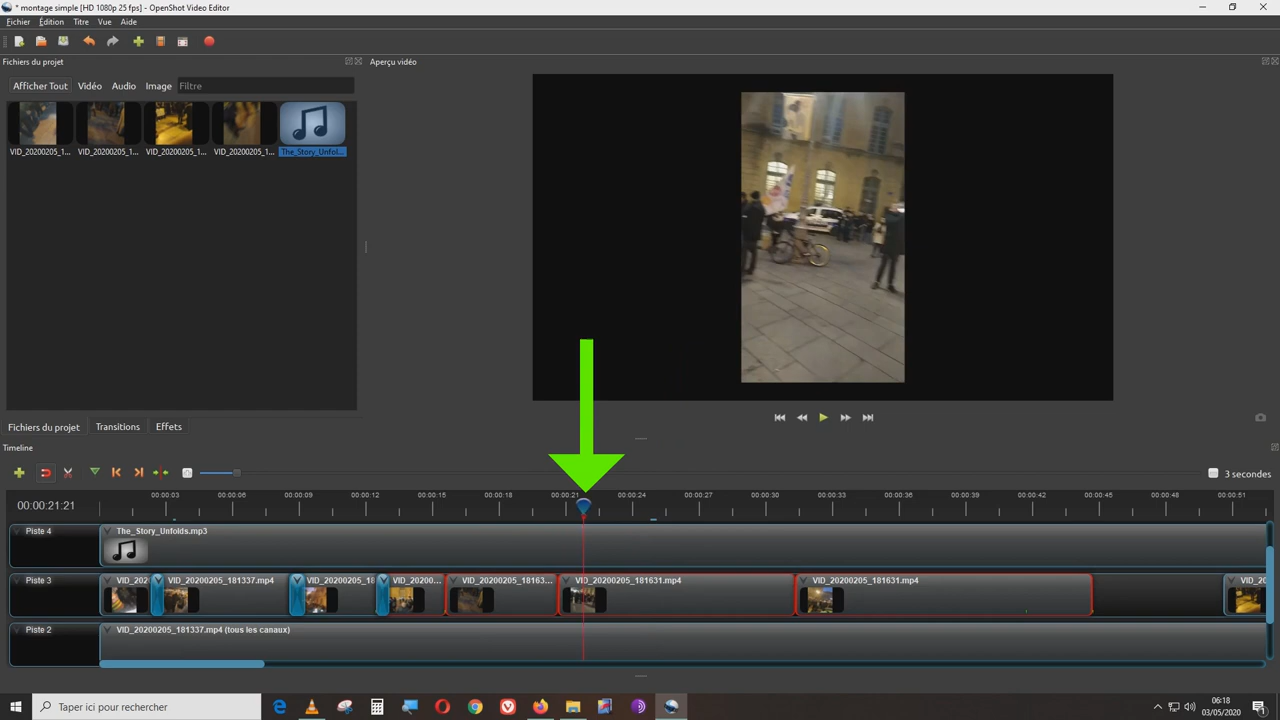 * montage simple [HD 1080p 25 fps] - OpenShot Video Editor
Fichier Édition Titre Vue Aide
Fichiers du projet
Aperçu vidéo
Afficher Tout Vidéo Audio Image Filtre
VID_20200205_1... VID_20200205_1... VID_20200205_1... VID_20200205_1... The_Story_Unfol...
Fichiers du projet Transitions Effets
Timeline
3 secondes
00:00:21:21
00:00:03 00:00:06 00:00:09 00:00:12 00:00:15 00:00:18 00:00:21 00:00:24 00:00:27 00:00:30 00:00:33 00:00:36 00:00:39 00:00:42 00:00:45 00:00:48 00:00:51
Piste 4 The_Story_Unfolds.mp3
Piste 3 VID_202 VID_20200205_181337.mp4 VID_20200205_18 VID_20200... VID_20200205_18163... VID_20200205_181631.mp4 VID_20200205_181631.mp4 VID_20
Piste 2 VID_20200205_181337.mp4 (tous les canaux)
Taper ici pour rechercher
06:18
03/05/2020
1